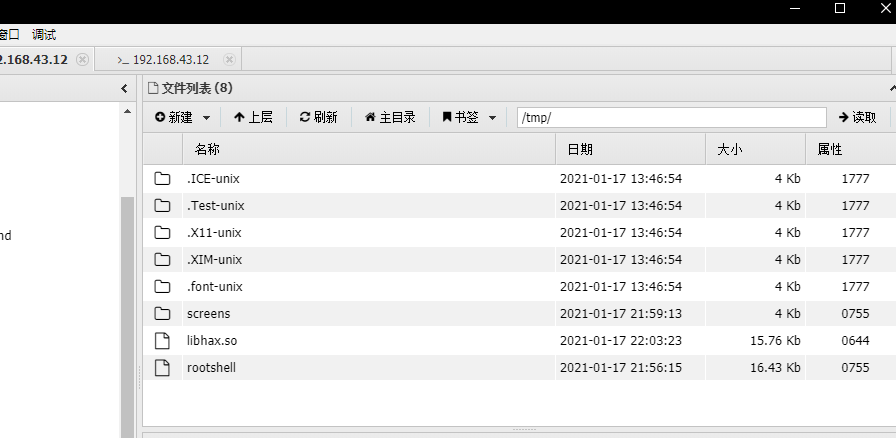 窗口 调试
2.168.43.12 >_ 192.168.43.12
文件列表 (8)
新建 上层 刷新 主目录 书签 /tmp/ 读取
名称 日期 大小 属性
.ICE-unix 2021-01-17 13:46:54 4 Kb 1777
.Test-unix 2021-01-17 13:46:54 4 Kb 1777
.X11-unix 2021-01-17 13:46:54 4 Kb 1777
nd
.XIM-unix 2021-01-17 13:46:54 4 Kb 1777
.font-unix 2021-01-17 13:46:54 4 Kb 1777
screens 2021-01-17 21:59:13 4 Kb 0755
libhax.so 2021-01-17 22:03:23 15.76 Kb 0644
rootshell 2021-01-17 21:56:15 16.43 Kb 0755